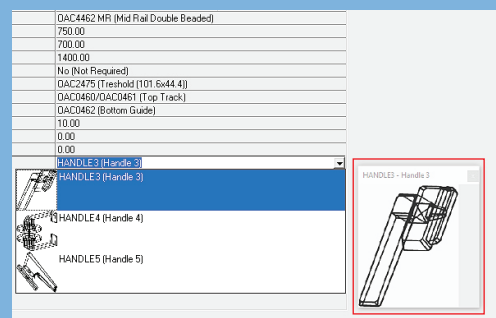 OAC4462 MR (Mid Rail Double Beaded)
750.00
700.00
1400.00
No (Not Required)
OAC2475 (Treshold (101.6x44.4))
OAC0460/OAC0461 (Top Track)
OAC0462 (Bottom Guide)
10.00
0.00
0.00
HANDLE3 (Handle 3)
HANDLE3 (Handle 3)
HANDLE3 - Handle 3
HANDLE4 (Handle 4)
HANDLE5 (Handle 5)